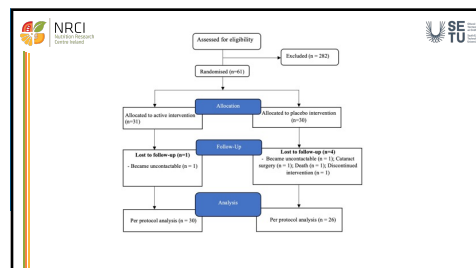 NRCI
Nutrition Research
Centre Ireland
SE
TU
Assessed for eligibility
Excluded (n = 282)
Randomised (n=61)
Allocation
Allocated to active intervention
(n=31)
Allocated to placebo intervention
(n=30)
Follow-Up
Lost to follow-up (n=1)
- Became uncontactable (n = 1)
Lost to follow-up (n=4)
- Became uncontactable (n = 1); Cataract
surgery (n = 1); Death (n = 1); Discontinued
intervention (n = 1)
Analysis
Per protocol analysis (n = 30)
Per protocol analysis (n = 26)